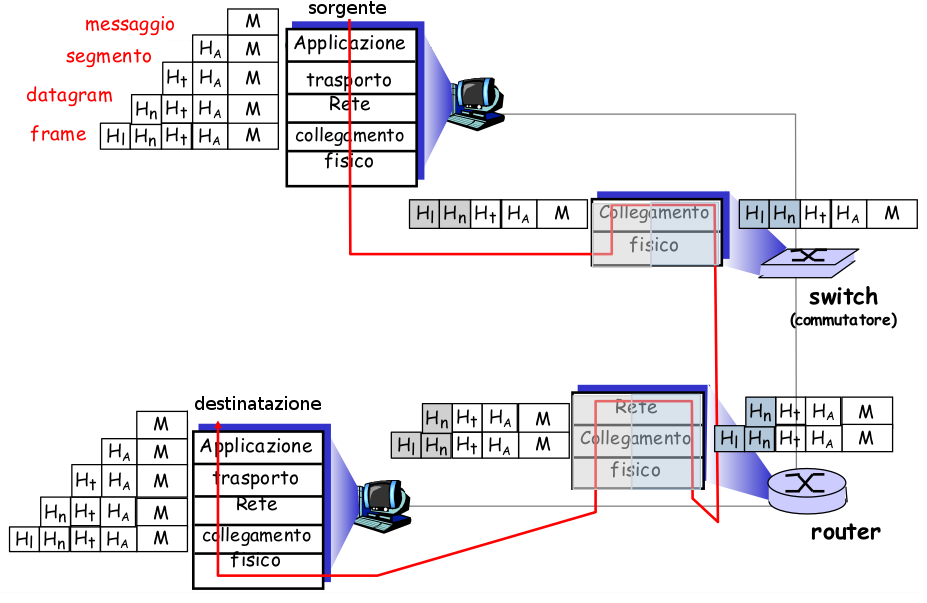 sorgente
messaggio M
segmento HA M
Ht HA M
datagram Hn Ht HA M
frame Hl Hn Ht HA M
Applicazione
trasporto
Rete
collegamento
fisico
Hl Hn Ht HA M
Collegamento
fisico
Hl Hn Ht HA M
switch
(commutatore)
destinatazione
M
HA M
Ht HA M
Hn Ht HA M
Hl Hn Ht HA M
Applicazione
trasporto
Rete
collegamento
fisico
Hn Ht HA M
Hl Hn Ht HA M
Rete
Collegamento
fisico
Hn Ht HA M
Hl Hn Ht HA M
router